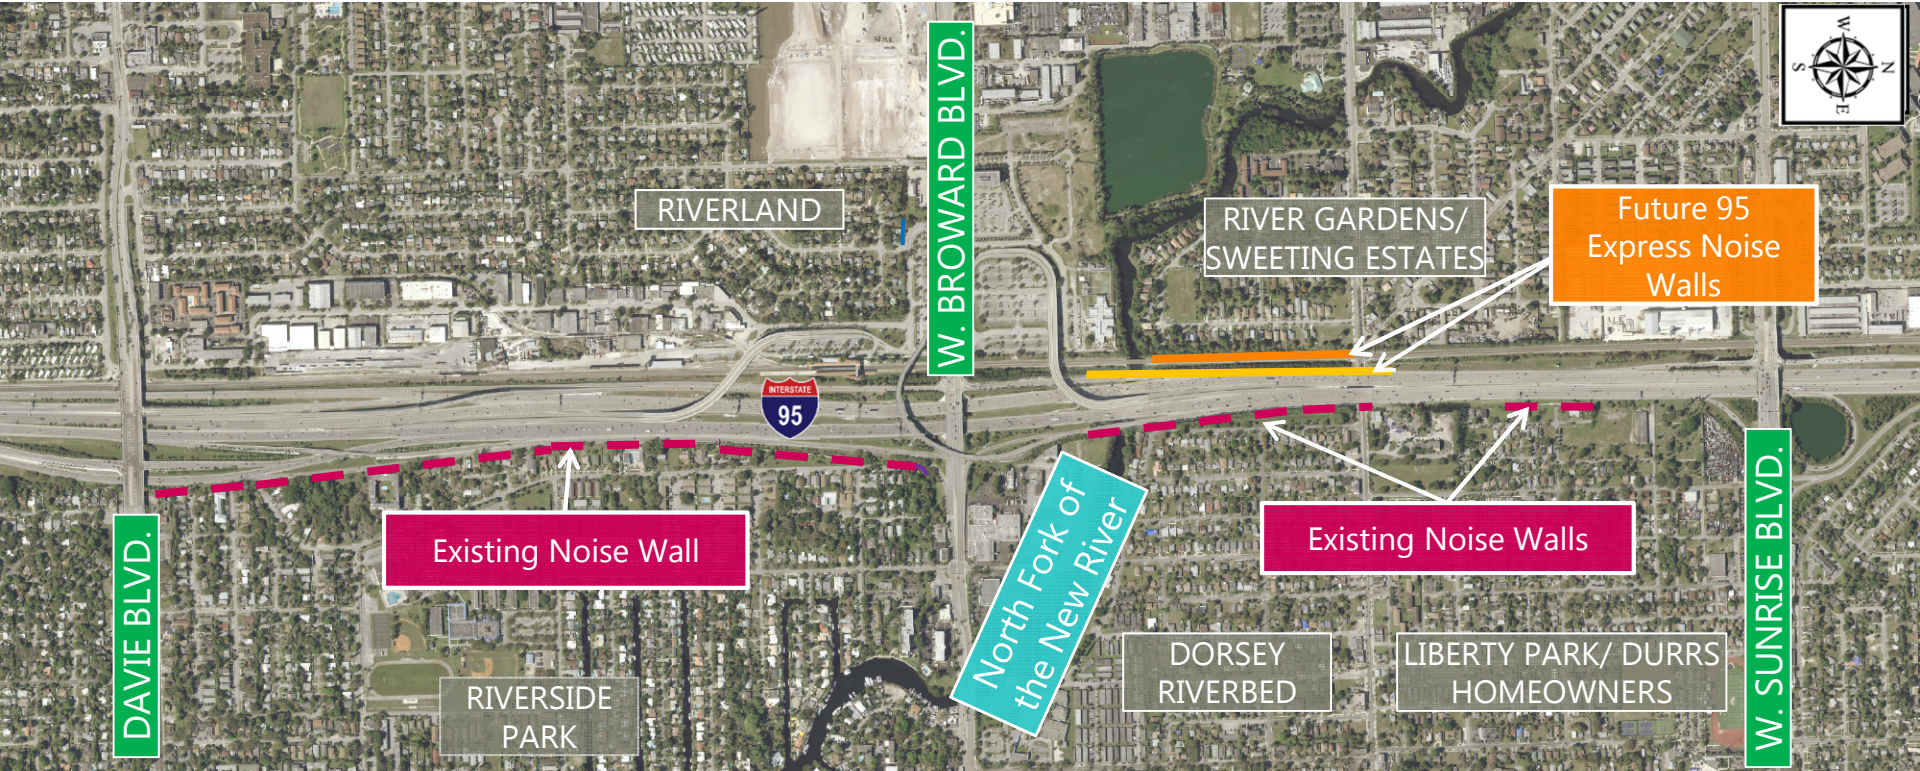 W
S
N
E
W. BROWARD BLVD.
RIVERLAND
RIVER GARDENS/
SWEETING ESTATES
Future 95
Express Noise
Walls
INTERSTATE
95
Existing Noise Wall
Existing Noise Walls
DAVIE BLVD.
North Fork of
the New River
W. SUNRISE BLVD.
RIVERSIDE
PARK
DORSEY
RIVERBED
LIBERTY PARK/ DURRS
HOMEOWNERS